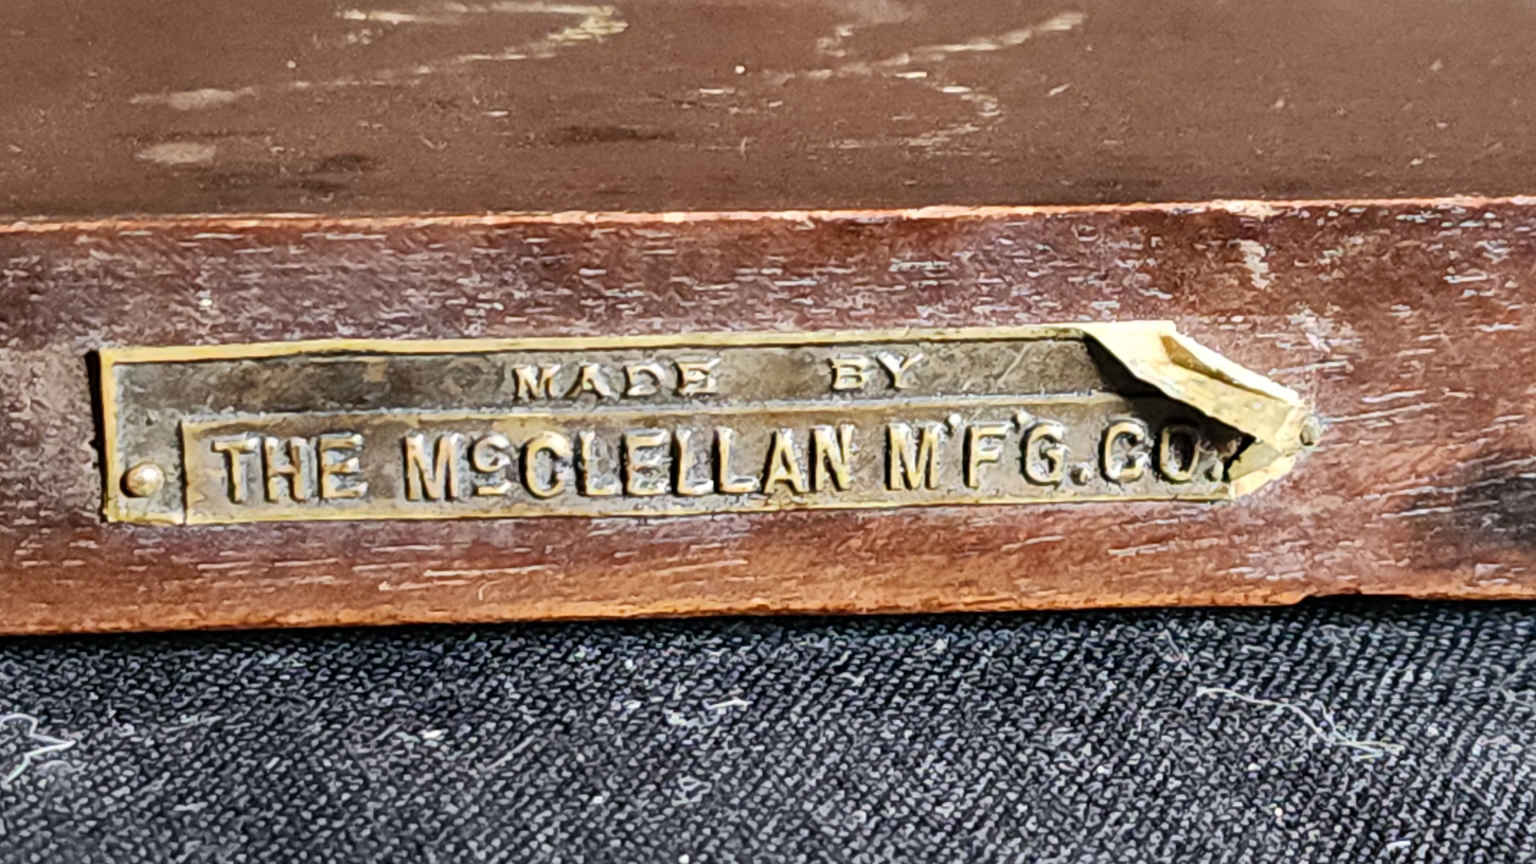 MADE BY
THE McCLELLAN M'F'G. CO.